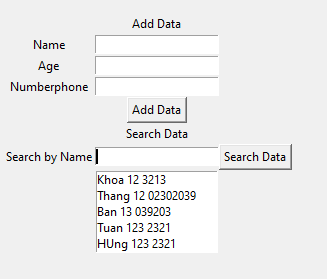 Add Data
Name
Age
Numberphone
Add Data
Search Data
Search by Name Search Data
Khoa 12 3213
Thang 12 02302039
Ban 13 039203
Tuan 123 2321
HUng 123 2321